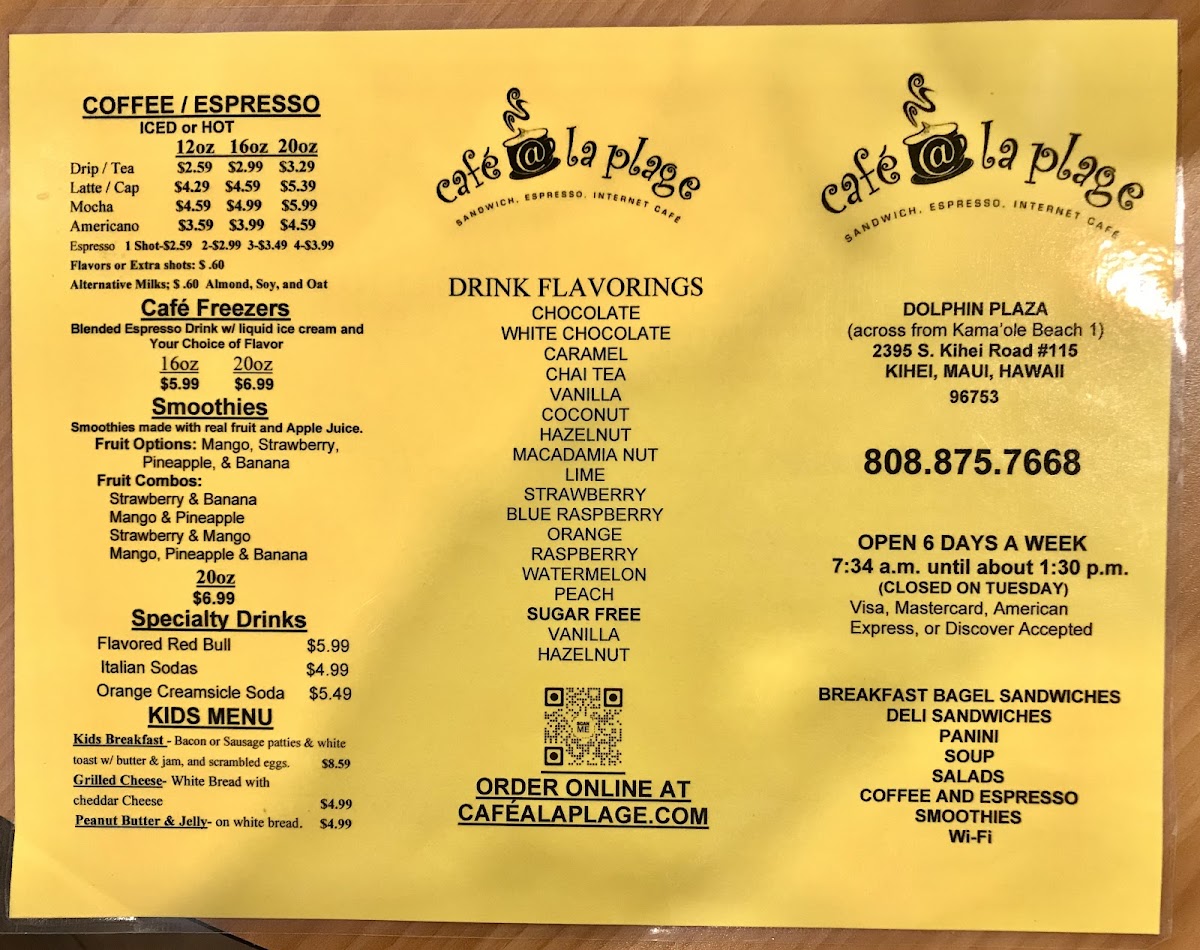 COFFEE / ESPRESSO
ICED or HOT
12oz 16oz 20oz
Drip / Tea $2.59 $2.99 $3.29
Latte / Cap $4.29 $4.59 $5.39
Mocha $4.59 $4.99 $5.99
Americano $3.59 $3.99 $4.59
Espresso 1 Shot-$2.59 2-$2.99 3-$3.49 4-$3.99
Flavors or Extra shots: $ .60
Alternative Milks; $ .60 Almond, Soy, and Oat
Café Freezers
Blended Espresso Drink w/ liquid ice cream and
Your Choice of Flavor
16oz 20oz
$5.99 $6.99
Smoothies
Smoothies made with real fruit and Apple Juice.
Fruit Options: Mango, Strawberry,
Pineapple, & Banana
Fruit Combos:
Strawberry & Banana
Mango & Pineapple
Strawberry & Mango
Mango, Pineapple & Banana
20oz
$6.99
Specialty Drinks
Flavored Red Bull $5.99
Italian Sodas $4.99
Orange Creamsicle Soda $5.49
KIDS MENU
Kids Breakfast - Bacon or Sausage patties & white
toast w/ butter & jam, and scrambled eggs. $8.59
Grilled Cheese- White Bread with
cheddar Cheese $4.99
Peanut Butter & Jelly- on white bread. $4.99
café @ la plage
SANDWICH, ESPRESSO, INTERNET CAFÉ
DRINK FLAVORINGS
CHOCOLATE
WHITE CHOCOLATE
CARAMEL
CHAI TEA
VANILLA
COCONUT
HAZELNUT
MACADAMIA NUT
LIME
STRAWBERRY
BLUE RASPBERRY
ORANGE
RASPBERRY
WATERMELON
PEACH
SUGAR FREE
VANILLA
HAZELNUT
SCAN
ME
ORDER ONLINE AT
CAFÉALAPLAGE.COM
café @ la plage
SANDWICH, ESPRESSO, INTERNET CAFÉ
DOLPHIN PLAZA
(across from Kama'ole Beach 1)
2395 S. Kihei Road #115
KIHEI, MAUI, HAWAII
96753
808.875.7668
OPEN 6 DAYS A WEEK
7:34 a.m. until about 1:30 p.m.
(CLOSED ON TUESDAY)
Visa, Mastercard, American
Express, or Discover Accepted
BREAKFAST BAGEL SANDWICHES
DELI SANDWICHES
PANINI
SOUP
SALADS
COFFEE AND ESPRESSO
SMOOTHIES
Wi-Fi